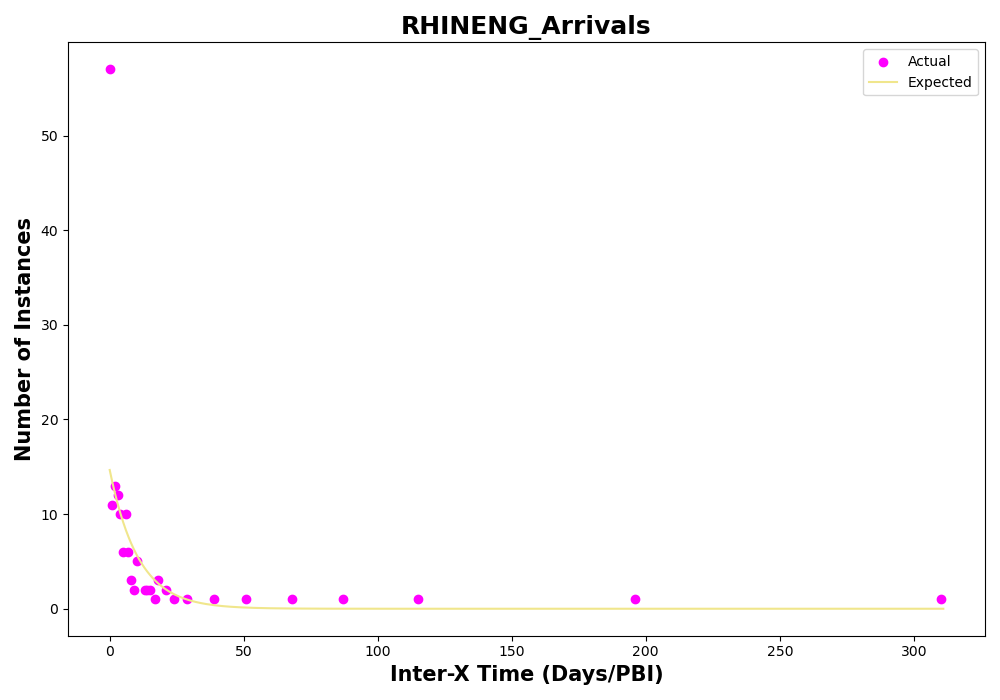 RHINENG_Arrivals
Actual
Expected
Number of Instances
50
40
30
20
10
0
0 50 100 150 200 250 300
Inter-X Time (Days/PBI)